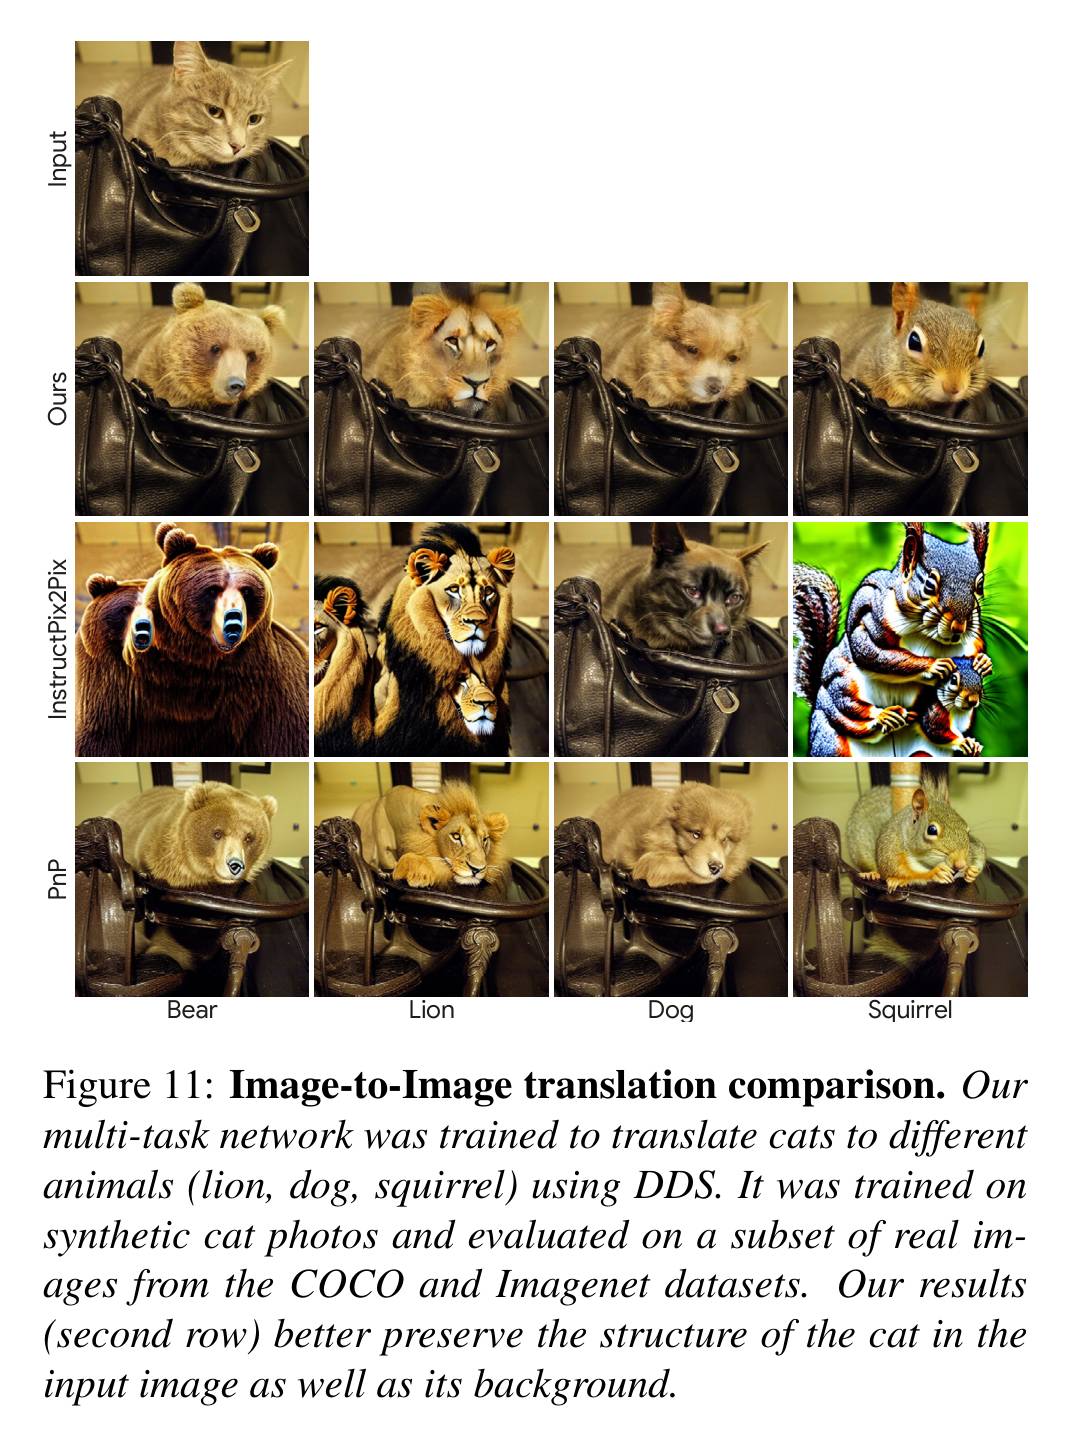 Input
Ours
InstructPix2Pix
PnP
Bear Lion Dog Squirrel
Figure 11: Image-to-Image translation comparison. Our
multi-task network was trained to translate cats to different
animals (lion, dog, squirrel) using DDS. It was trained on
synthetic cat photos and evaluated on a subset of real im-
ages from the COCO and Imagenet datasets. Our results
(second row) better preserve the structure of the cat in the
input image as well as its background.